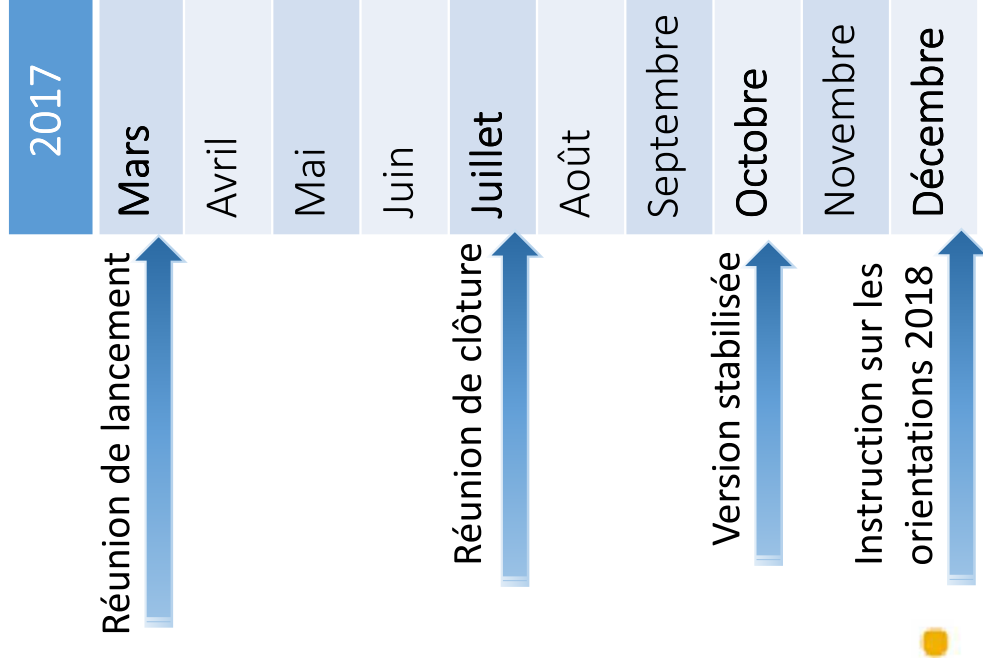 2017
Mars
Avril
Mai
Juin
Juillet
Août
Septembre
Octobre
Novembre
Décembre
Réunion de lancement
Réunion de clôture
Version stabilisée
Instruction sur les
orientations 2018